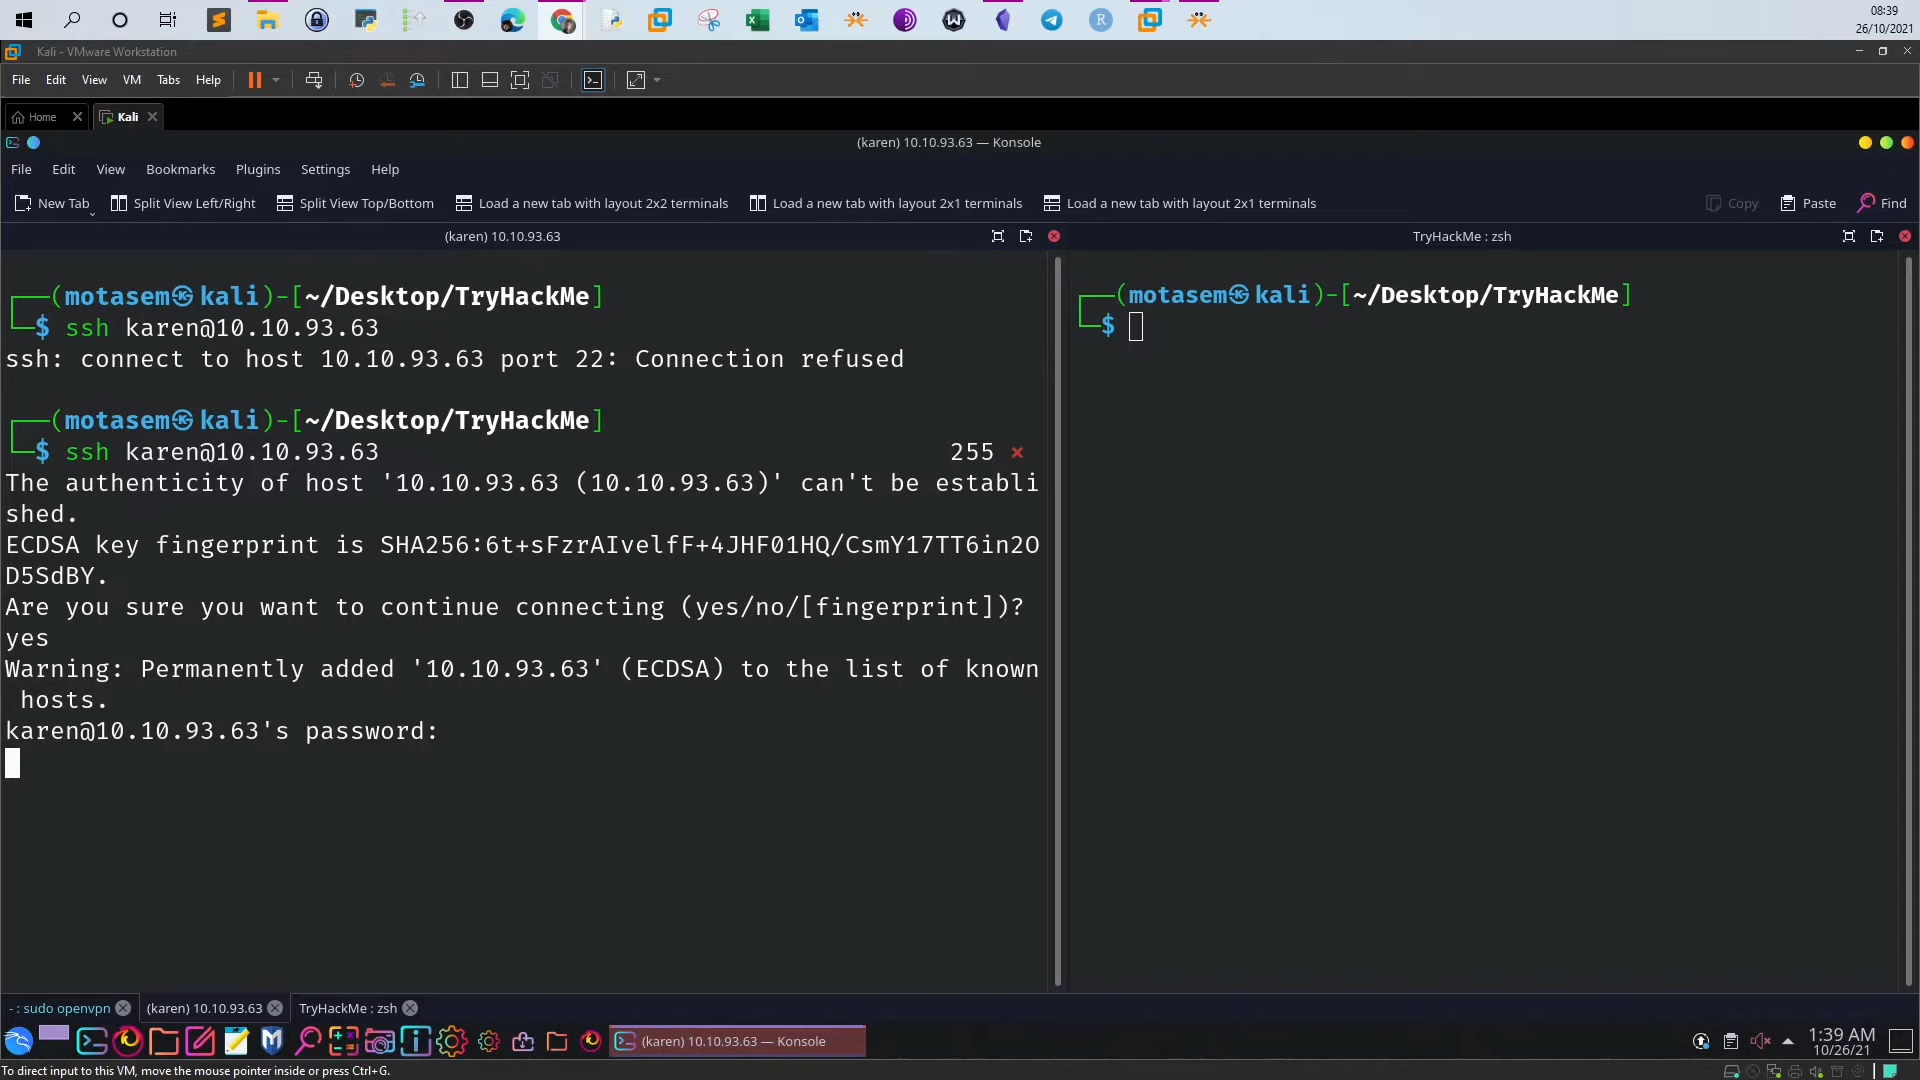 08:39
26/10/2021
Kali - VMware Workstation
File Edit View VM Tabs Help
Home Kali
(karen) 10.10.93.63 — Konsole
File Edit View Bookmarks Plugins Settings Help
New Tab Split View Left/Right Split View Top/Bottom Load a new tab with layout 2x2 terminals Load a new tab with layout 2x1 terminals Load a new tab with layout 2x1 terminals Copy Paste Find
(karen) 10.10.93.63
┌──(motasem㉿kali)-[~/Desktop/TryHackMe]
└─$ ssh karen@10.10.93.63
ssh: connect to host 10.10.93.63 port 22: Connection refused
┌──(motasem㉿kali)-[~/Desktop/TryHackMe]
└─$ ssh karen@10.10.93.63 255 ⨯
The authenticity of host '10.10.93.63 (10.10.93.63)' can't be establi
shed.
ECDSA key fingerprint is SHA256:6t+sFzrAIvelfF+4JHF01HQ/CsmY17TT6in2O
D5SdBY.
Are you sure you want to continue connecting (yes/no/[fingerprint])?
yes
Warning: Permanently added '10.10.93.63' (ECDSA) to the list of known
 hosts.
karen@10.10.93.63's password:
TryHackMe : zsh
┌──(motasem㉿kali)-[~/Desktop/TryHackMe]
└─$
- : sudo openvpn (karen) 10.10.93.63 TryHackMe : zsh
(karen) 10.10.93.63 — Konsole
1:39 AM
10/26/21
To direct input to this VM, move the mouse pointer inside or press Ctrl+G.